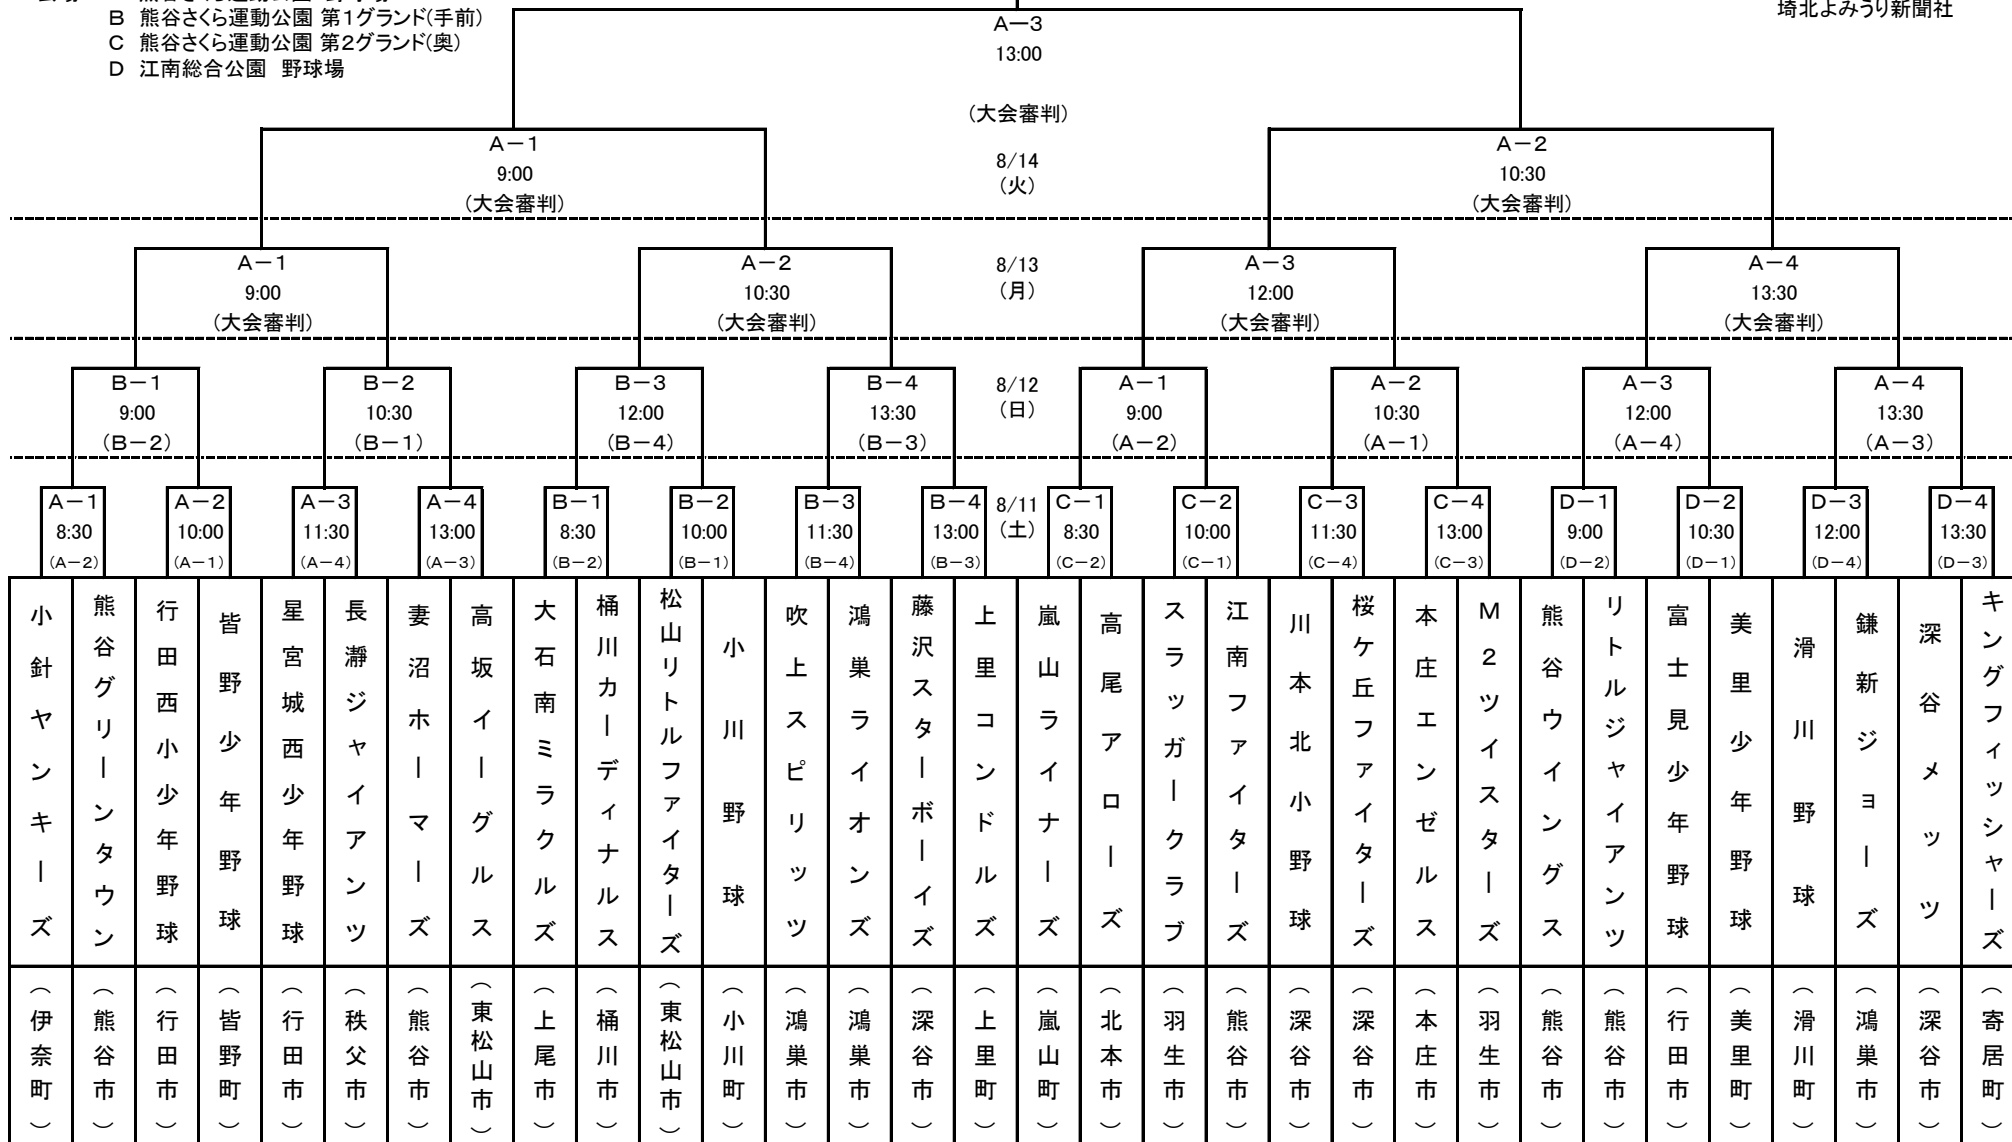 B 熊谷さくら運動公園 第1グランド(手前)
C 熊谷さくら運動公園 第2グランド(奥)
D 江南総合公園 野球場
埼北よみうり新聞社
A－3
13:00
(大会審判)
A－1
9:00
(大会審判)
8/14
(火)
A－2
10:30
(大会審判)
A－1
9:00
(大会審判)
A－2
10:30
(大会審判)
8/13
(月)
A－3
12:00
(大会審判)
A－4
13:30
(大会審判)
B－1
9:00
(B－2)
B－2
10:30
(B－1)
B－3
12:00
(B－4)
B－4
13:30
(B－3)
8/12
(日)
A－1
9:00
(A－2)
A－2
10:30
(A－1)
A－3
12:00
(A－4)
A－4
13:30
(A－3)
A－1
8:30
(A－2)
A－2
10:00
(A－1)
A－3
11:30
(A－4)
A－4
13:00
(A－3)
B－1
8:30
(B－2)
B－2
10:00
(B－1)
B－3
11:30
(B－4)
B－4
13:00
(B－3)
8/11
(土)
C－1
8:30
(C－2)
C－2
10:00
(C－1)
C－3
11:30
(C－4)
C－4
13:00
(C－3)
D－1
9:00
(D－2)
D－2
10:30
(D－1)
D－3
12:00
(D－4)
D－4
13:30
(D－3)
小針ヤンキーズ
(伊奈町)
熊谷グリーンタウン
(熊谷市)
行田西小少年野球
(行田市)
皆野少年野球
(皆野町)
星宮城西少年野球
(行田市)
長瀞ジャイアンツ
(秩父市)
妻沼ホーマーズ
(熊谷市)
高坂イーグルス
(東松山市)
大石南ミラクルズ
(上尾市)
桶川カーディナルス
(桶川市)
松山リトルファイターズ
(東松山市)
小川野球
(小川町)
吹上スピリッツ
(鴻巣市)
鴻巣ライオンズ
(鴻巣市)
藤沢スターボーイズ
(深谷市)
上里コンドルズ
(上里町)
嵐山ライナーズ
(嵐山町)
高尾アローズ
(北本市)
スラッガークラブ
(羽生市)
江南ファイターズ
(熊谷市)
川本北小野球
(深谷市)
桜ケ丘ファイターズ
(深谷市)
本庄エンゼルス
(本庄市)
M2ツイスターズ
(羽生市)
熊谷ウイングス
(熊谷市)
リトルジャイアンツ
(熊谷市)
富士見少年野球
(行田市)
美里少年野球
(美里町)
滑川野球
(滑川町)
鎌新ジョーズ
(鴻巣市)
深谷メッツ
(深谷市)
キングフィッシャーズ
(寄居町)